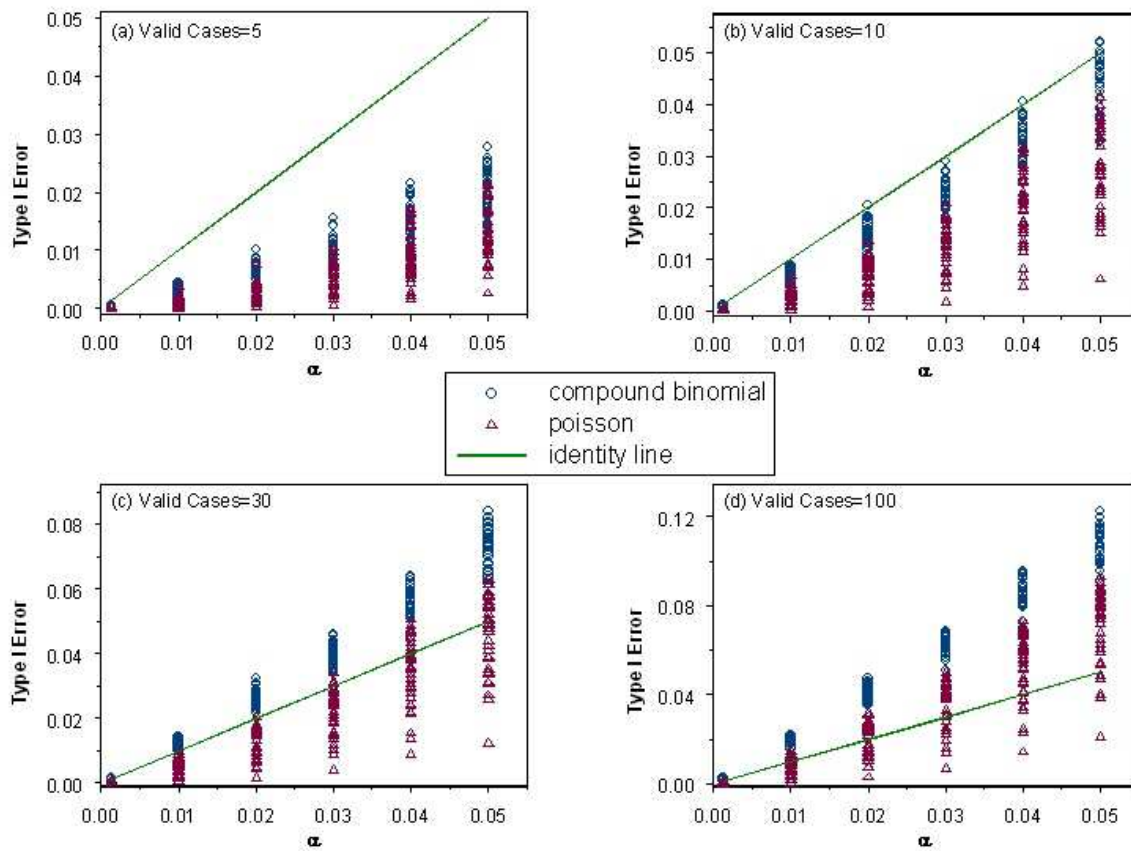 (a) Valid Cases=5
0.05
0.04
0.03
0.02
0.01
0.00
Type I Error
0.00 0.01 0.02 0.03 0.04 0.05
α
(b) Valid Cases=10
0.05
0.04
0.03
0.02
0.01
0.00
Type I Error
0.00 0.01 0.02 0.03 0.04 0.05
α
compound binomial
poisson
identity line
(c) Valid Cases=30
0.08
0.06
0.04
0.02
0.00
Type I Error
0.00 0.01 0.02 0.03 0.04 0.05
α
(d) Valid Cases=100
0.12
0.08
0.04
0.00
Type I Error
0.00 0.01 0.02 0.03 0.04 0.05
α